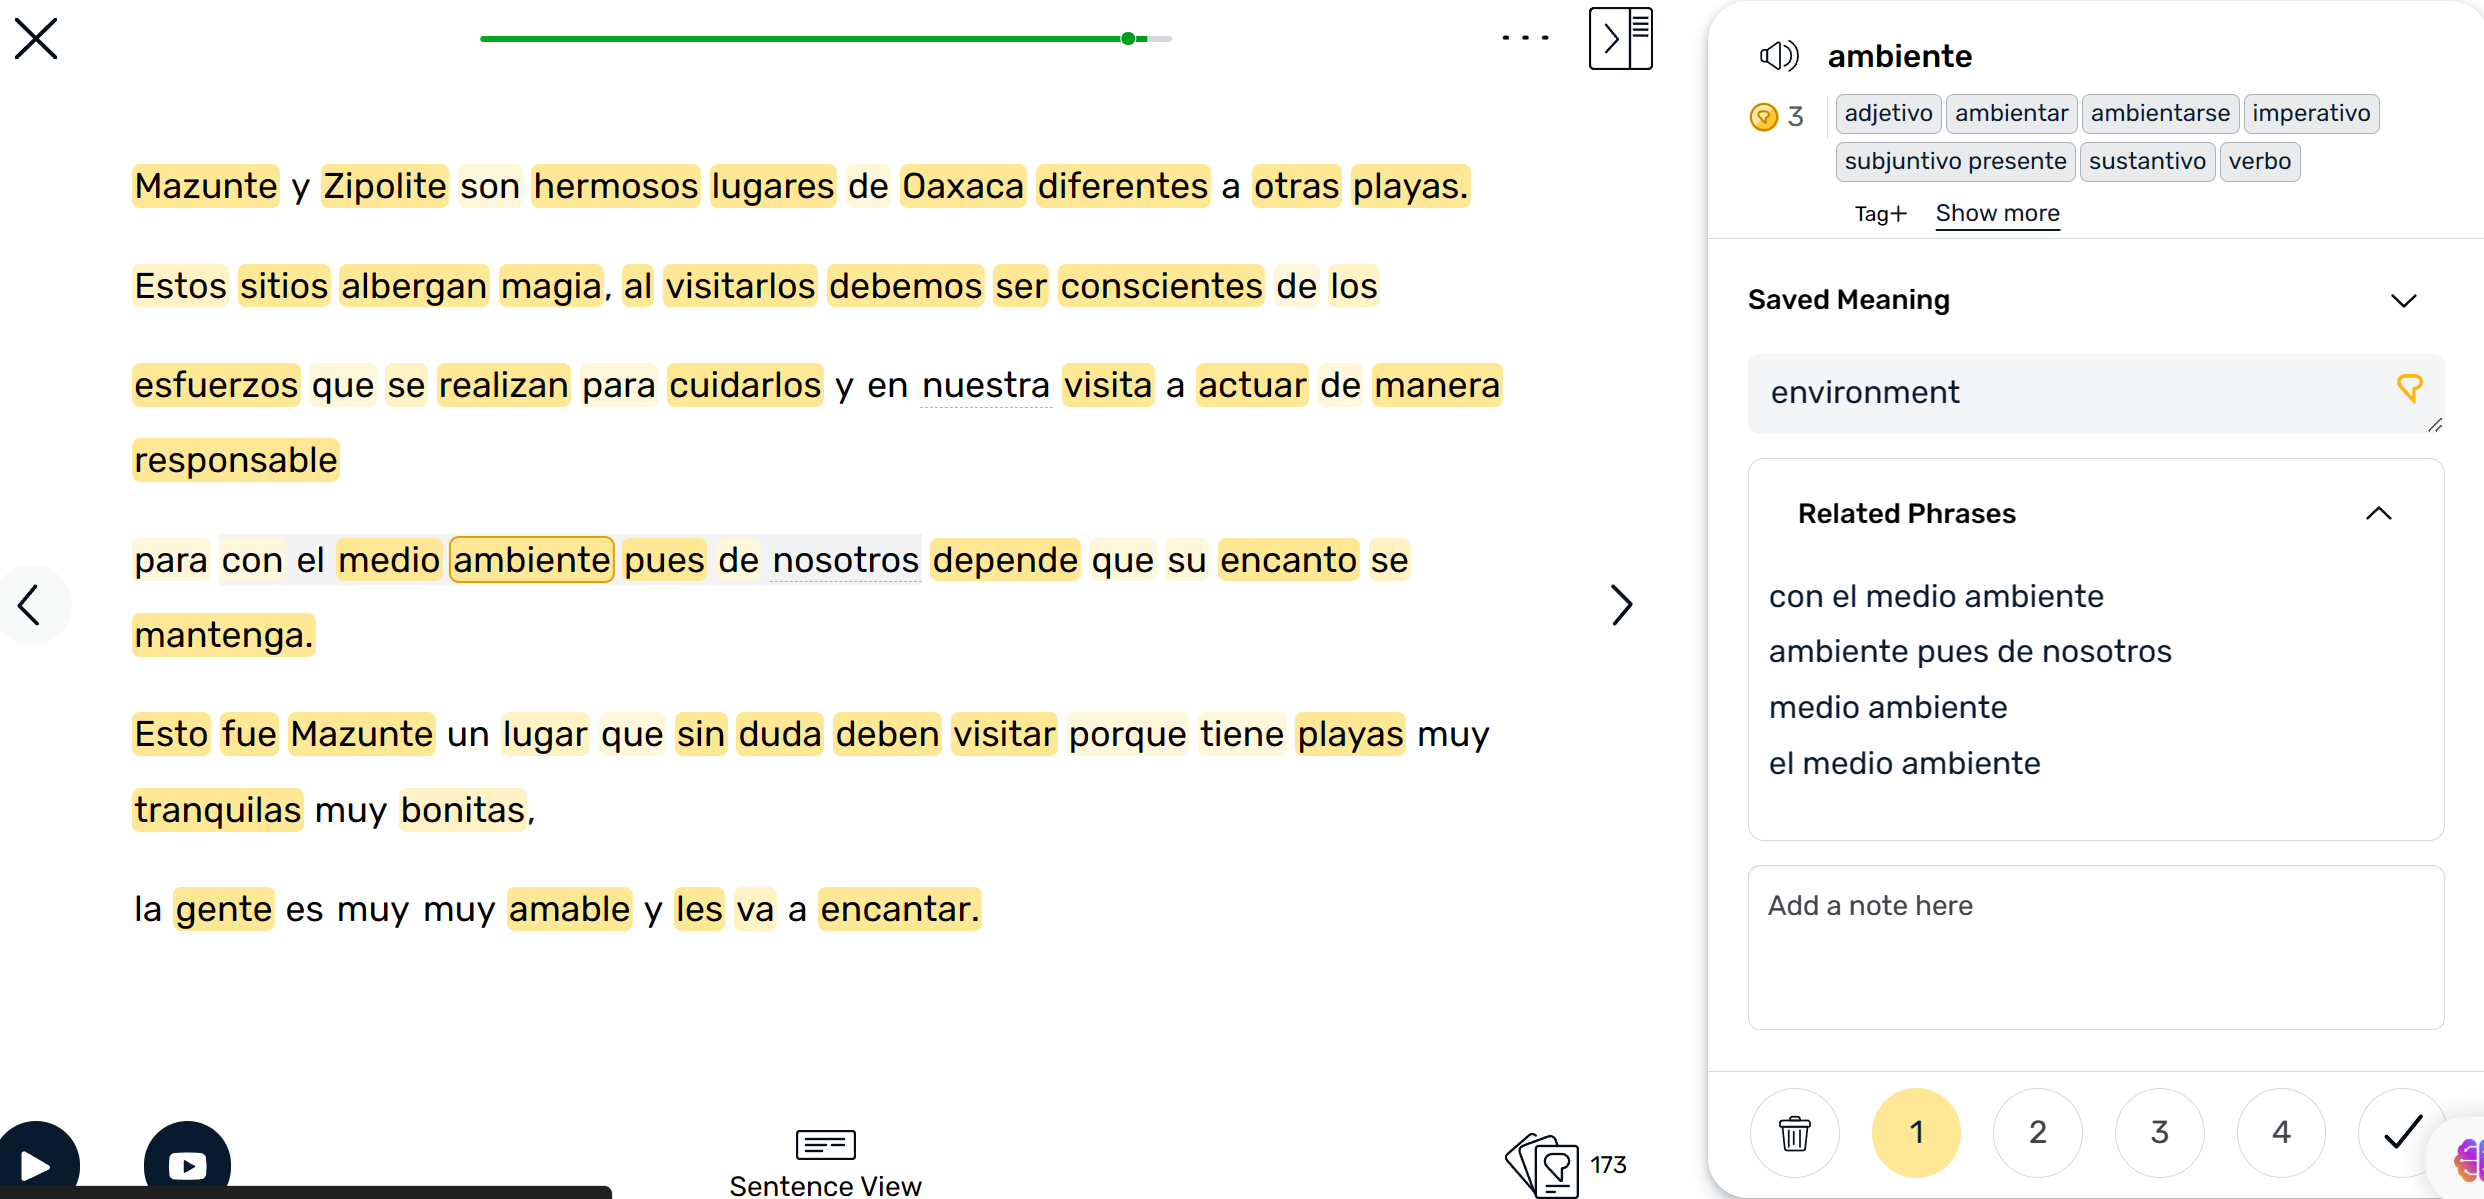 Mazunte y Zipolite son hermosos lugares de Oaxaca diferentes a otras playas.
Estos sitios albergan magia, al visitarlos debemos ser conscientes de los
esfuerzos que se realizan para cuidarlos y en nuestra visita a actuar de manera
responsable
para con el medio ambiente pues de nosotros depende que su encanto se
mantenga.
Esto fue Mazunte un lugar que sin duda deben visitar porque tiene playas muy
tranquilas muy bonitas,
la gente es muy muy amable y les va a encantar.
Sentence View
173
ambiente
3
adjetivo ambientar ambientarse imperativo
subjuntivo presente sustantivo verbo
Tag+ Show more
Saved Meaning
environment
Related Phrases
con el medio ambiente
ambiente pues de nosotros
medio ambiente
el medio ambiente
Add a note here
1 2 3 4